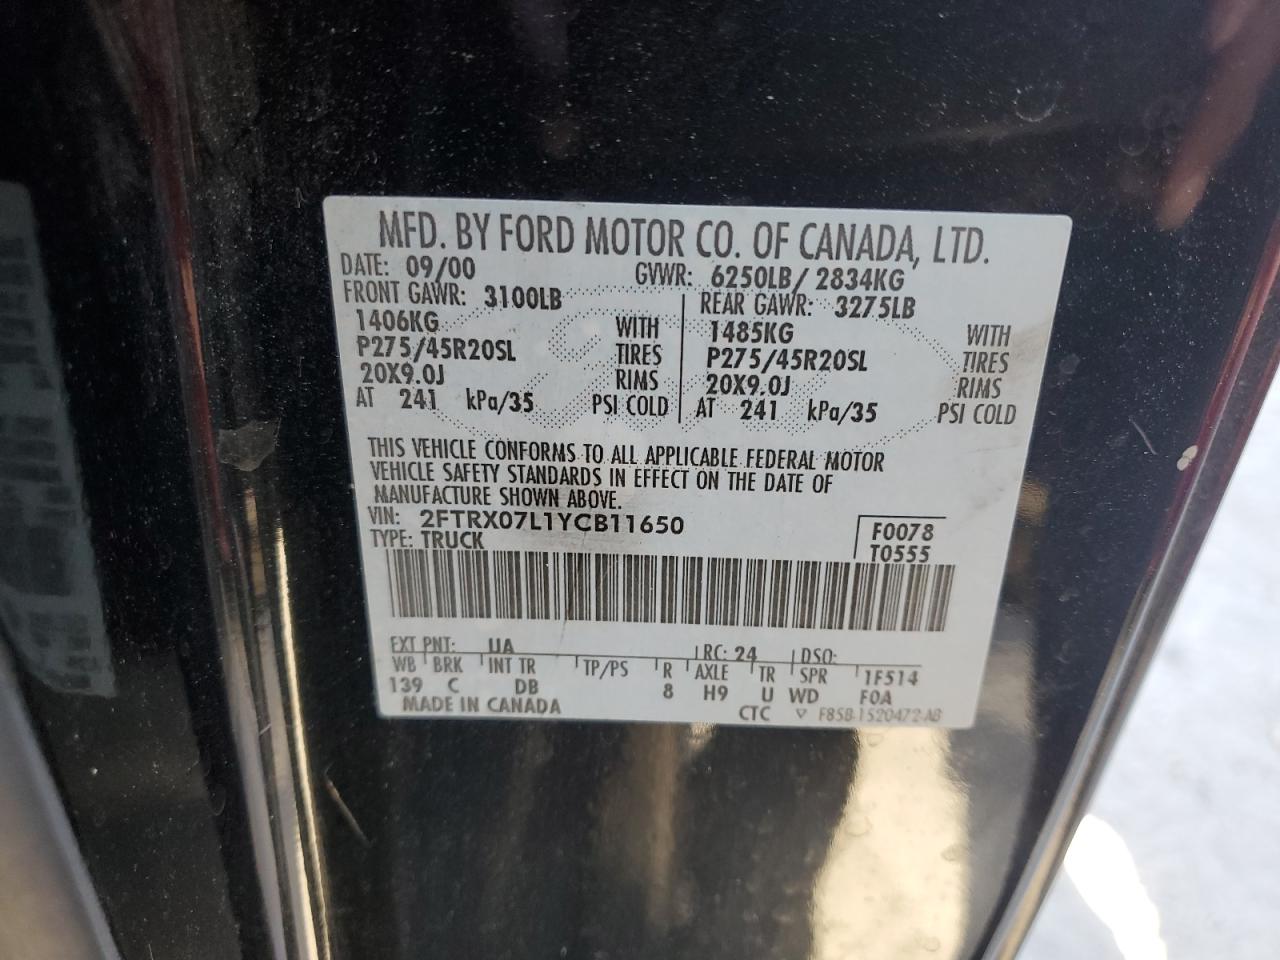 MFD. BY FORD MOTOR CO. OF CANADA, LTD.
DATE: 09/00 GVWR: 6250LB/ 2834KG
FRONT GAWR: 3100LB REAR GAWR: 3275LB
1406KG WITH 1485KG WITH
P275/45R20SL TIRES P275/45R20SL TIRES
20X9.0J RIMS 20X9.0J RIMS
AT 241 kPa/35 PSI COLD AT 241 kPa/35 PSI COLD
THIS VEHICLE CONFORMS TO ALL APPLICABLE FEDERAL MOTOR
VEHICLE SAFETY STANDARDS IN EFFECT ON THE DATE OF
MANUFACTURE SHOWN ABOVE.
VIN: 2FTRX07L1YCB11650 F0078
TYPE: TRUCK T0555
EXT PNT: UA RC: 24 DSO:
WB BRK INT TR TP/PS R AXLE TR SPR 1F514
139 C DB 8 H9 U WD F0A
MADE IN CANADA CTC ▽ F85B-1520472-AB